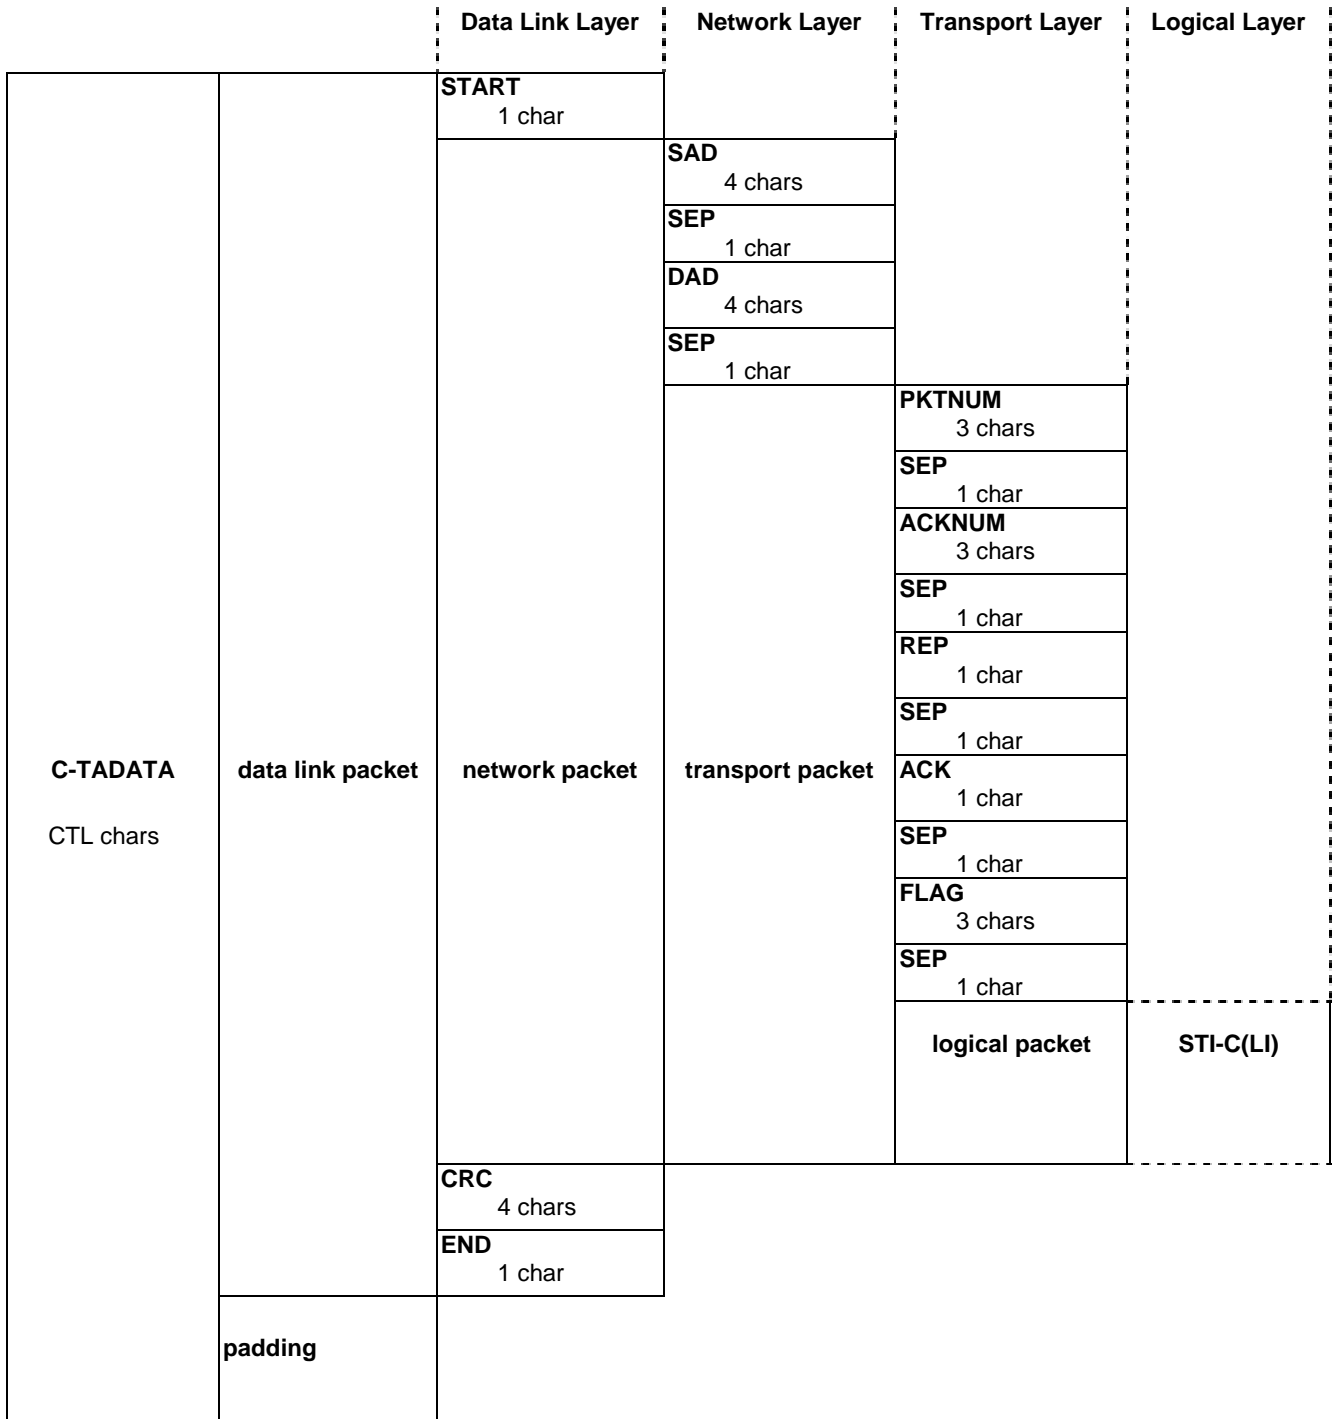 Data Link Layer Network Layer Transport Layer Logical Layer
START
1 char
SAD
4 chars
SEP
1 char
DAD
4 chars
SEP
1 char
PKTNUM
3 chars
SEP
1 char
ACKNUM
3 chars
SEP
1 char
REP
1 char
SEP
1 char
C-TADATA data link packet network packet transport packet ACK
1 char
CTL chars SEP
1 char
FLAG
3 chars
SEP
1 char
logical packet STI-C(LI)
CRC
4 chars
END
1 char
padding